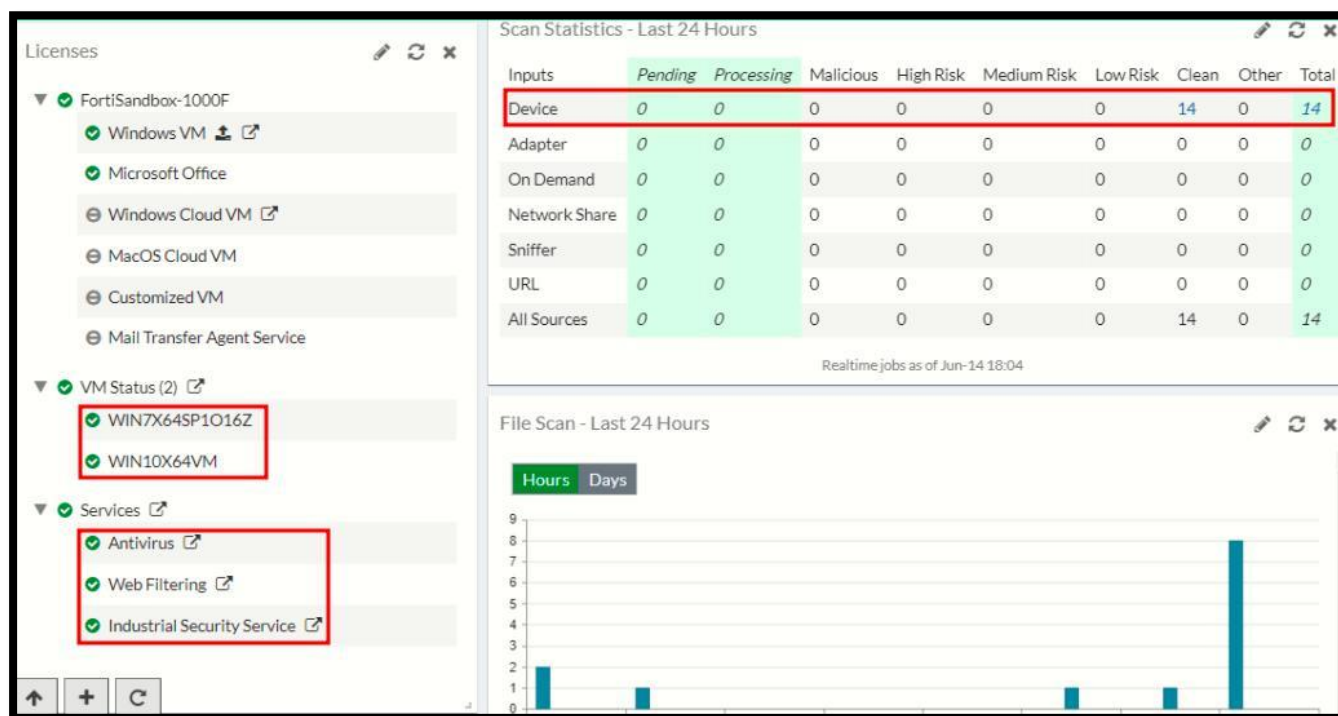 Licenses
FortiSandbox-1000F
Windows VM
Microsoft Office
Windows Cloud VM
MacOS Cloud VM
Customized VM
Mail Transfer Agent Service
VM Status (2)
WIN7X64SP1O16Z
WIN10X64VM
Services
Antivirus
Web Filtering
Industrial Security Service
Scan Statistics - Last 24 Hours
Inputs Pending Processing Malicious High Risk Medium Risk Low Risk Clean Other Total
Device 0 0 0 0 0 0 14 0 14
Adapter 0 0 0 0 0 0 0 0 0
On Demand 0 0 0 0 0 0 0 0 0
Network Share 0 0 0 0 0 0 0 0 0
Sniffer 0 0 0 0 0 0 0 0 0
URL 0 0 0 0 0 0 0 0 0
All Sources 0 0 0 0 0 0 14 0 14
Realtime jobs as of Jun-14 18:04
File Scan - Last 24 Hours
Hours Days
9
8
7
6
5
4
3
2
1
0